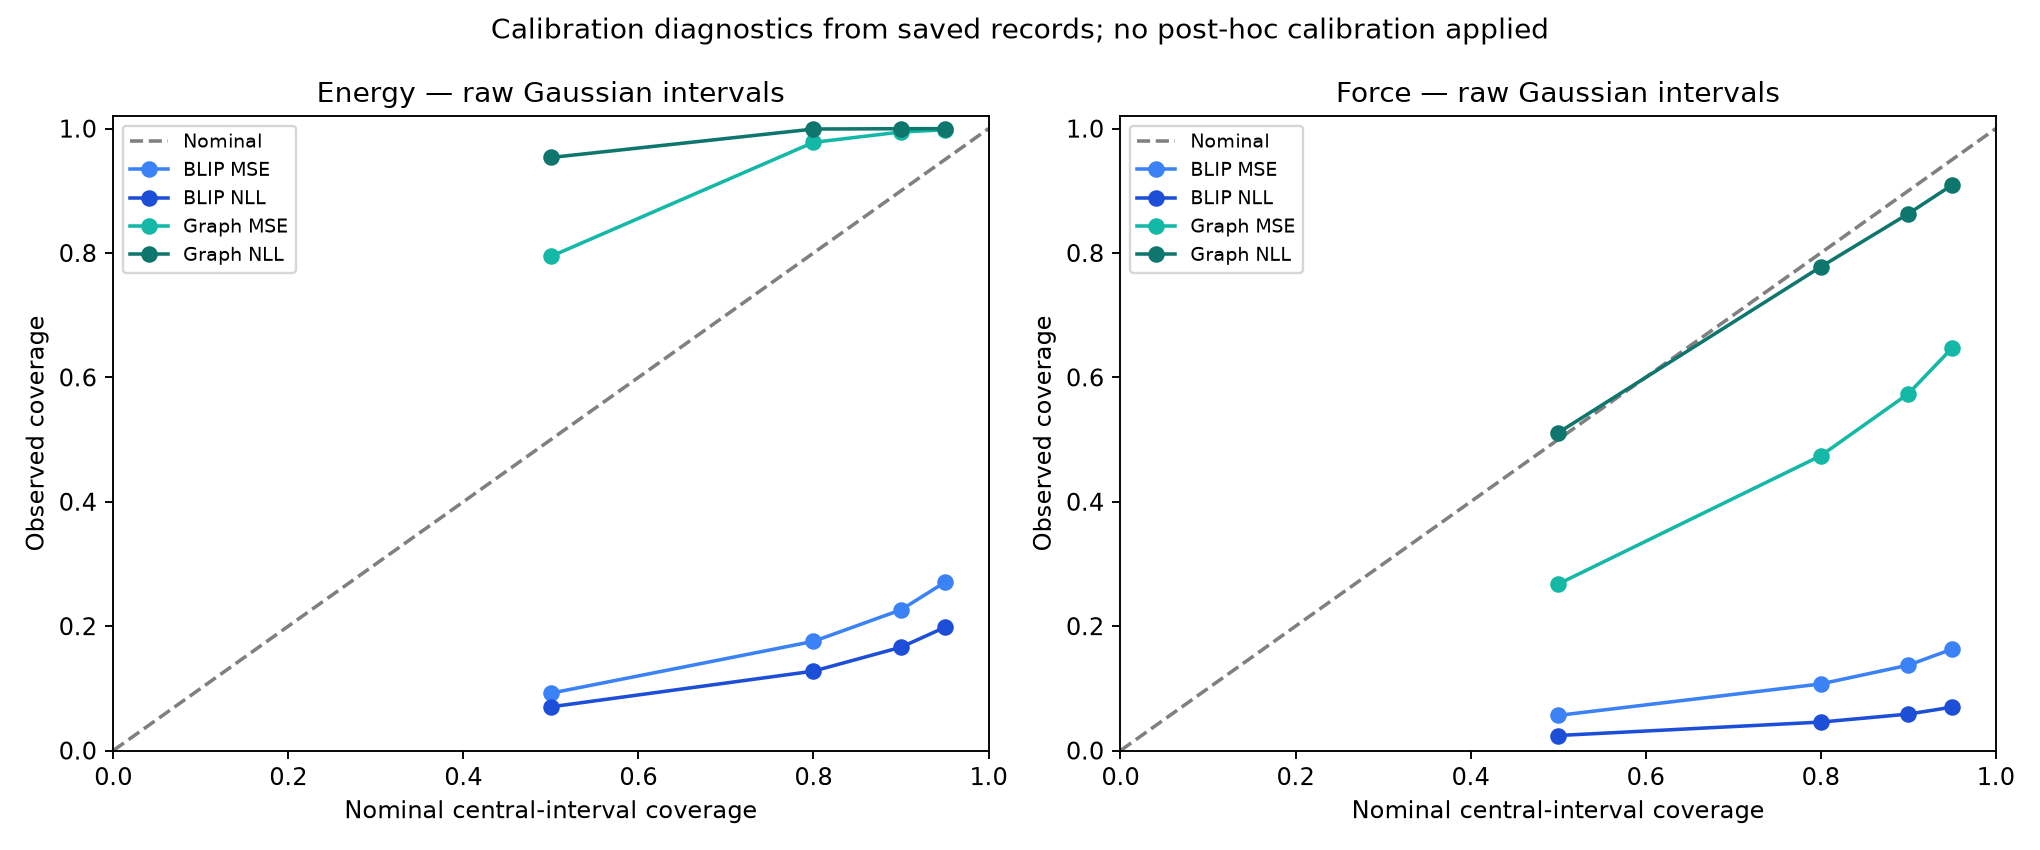 Calibration diagnostics from saved records; no post-hoc calibration applied
Energy — raw Gaussian intervals
Nominal
BLIP MSE
BLIP NLL
Graph MSE
Graph NLL
1.0
0.8
0.6
0.4
0.2
0.0
Observed coverage
0.0 0.2 0.4 0.6 0.8 1.0
Nominal central-interval coverage
Force — raw Gaussian intervals
Nominal
BLIP MSE
BLIP NLL
Graph MSE
Graph NLL
1.0
0.8
0.6
0.4
0.2
0.0
Observed coverage
0.0 0.2 0.4 0.6 0.8 1.0
Nominal central-interval coverage